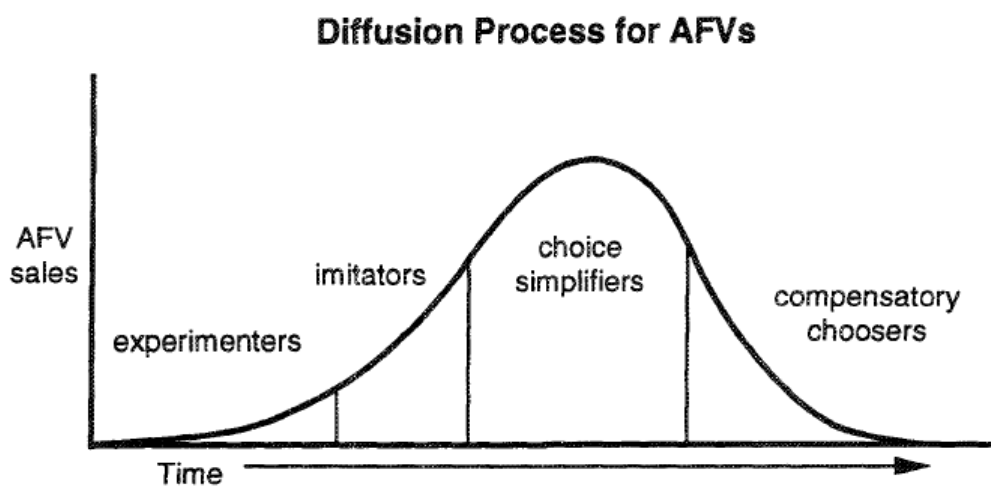 Diffusion Process for AFVs
AFV
sales
experimenters
imitators
choice
simplifiers
compensatory
choosers
Time